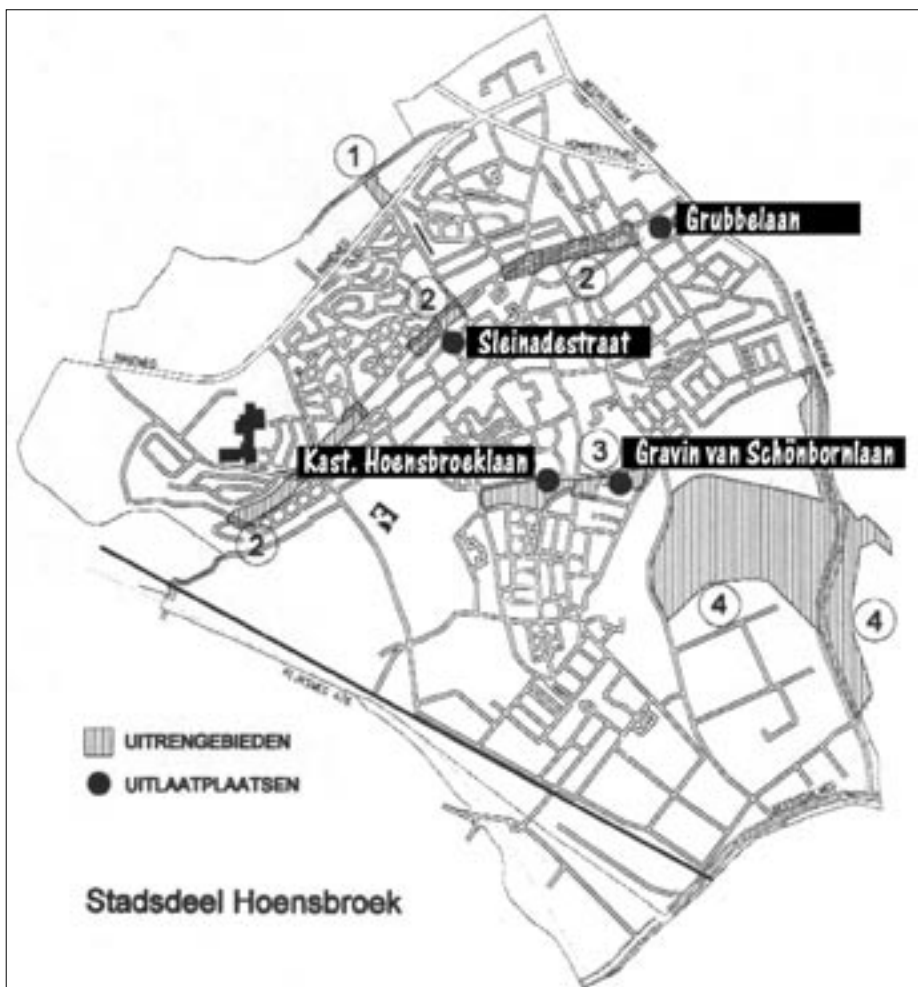 1
Grubbelaan
2
2
Sleinadestraat
3
Kast. Hoensbroeklaan
Gravin van Schönbornlaan
2
4
4
UITRENGEBIEDEN
UITLAATPLAATSEN
Stadsdeel Hoensbroek